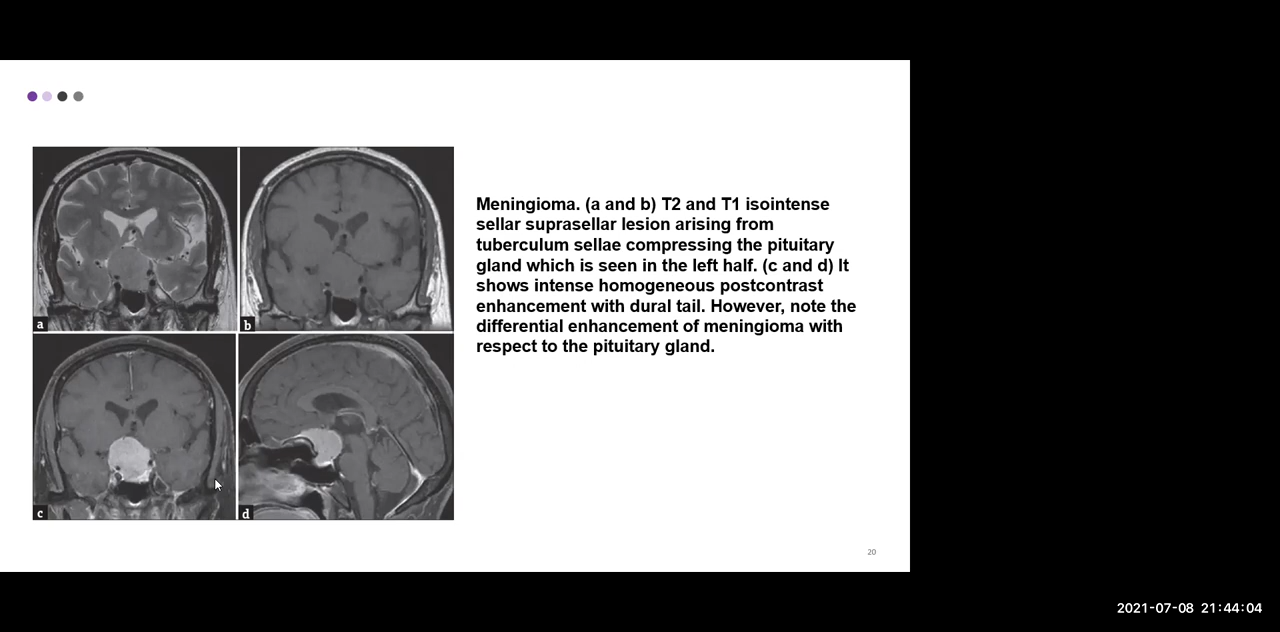 Meningioma. (a and b) T2 and T1 isointense
sellar suprasellar lesion arising from
tuberculum sellae compressing the pituitary
gland which is seen in the left half. (c and d) It
shows intense homogeneous postcontrast
enhancement with dural tail. However, note the
differential enhancement of meningioma with
respect to the pituitary gland.
a
b
c
d
20
2021-07-08 21:44:04